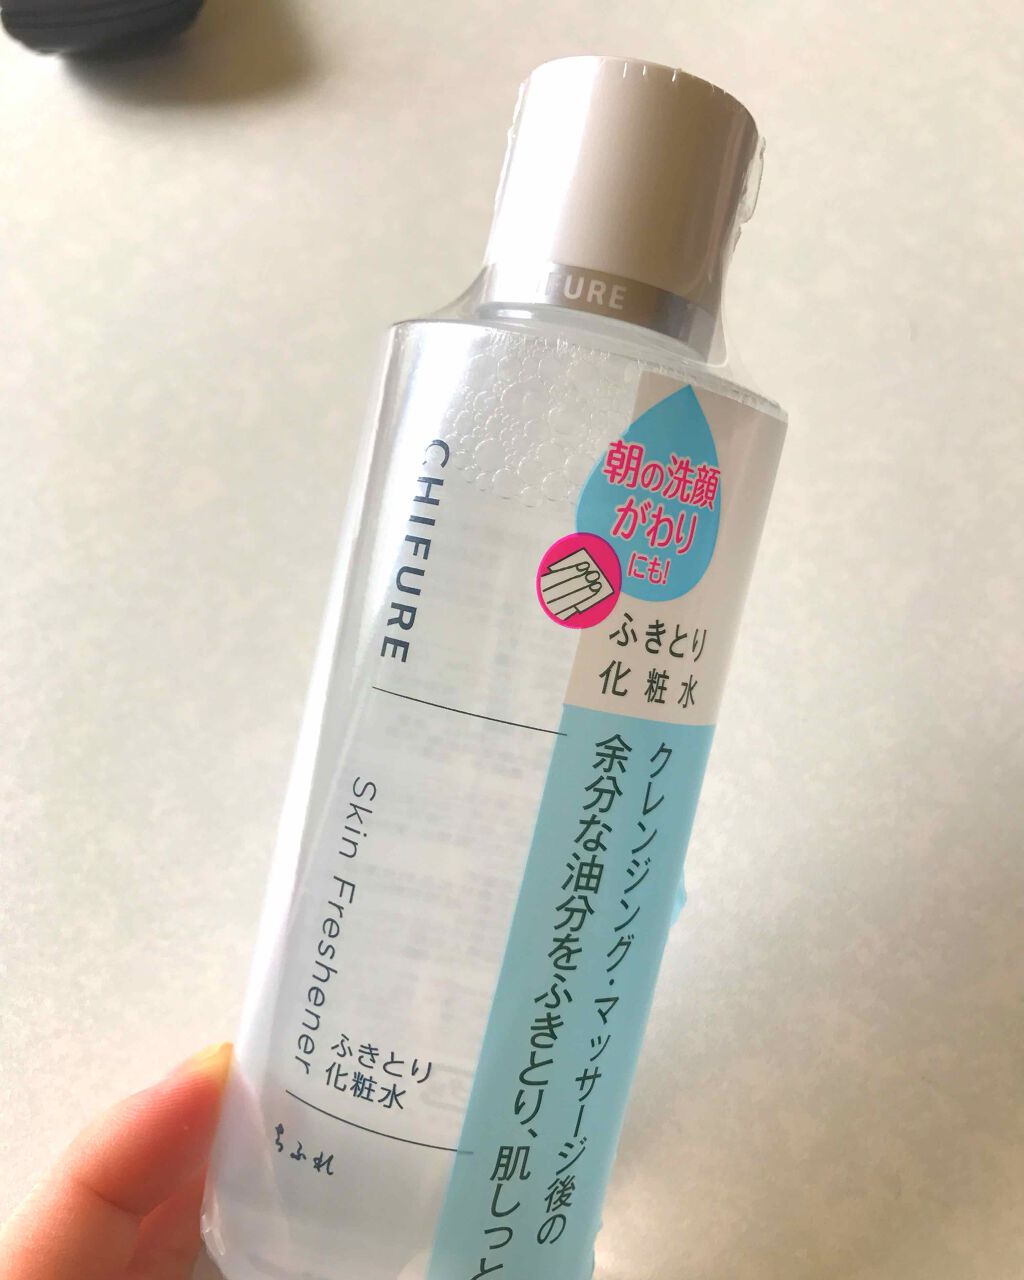 FURE
CHIFURE
Skin Freshener
ふきとり
化粧水
ちふれ
朝の洗顔
がわり
にも!
ふきとり
化粧水
クレンジング・マッサージ後の
余分な油分をふきとり、肌しっと